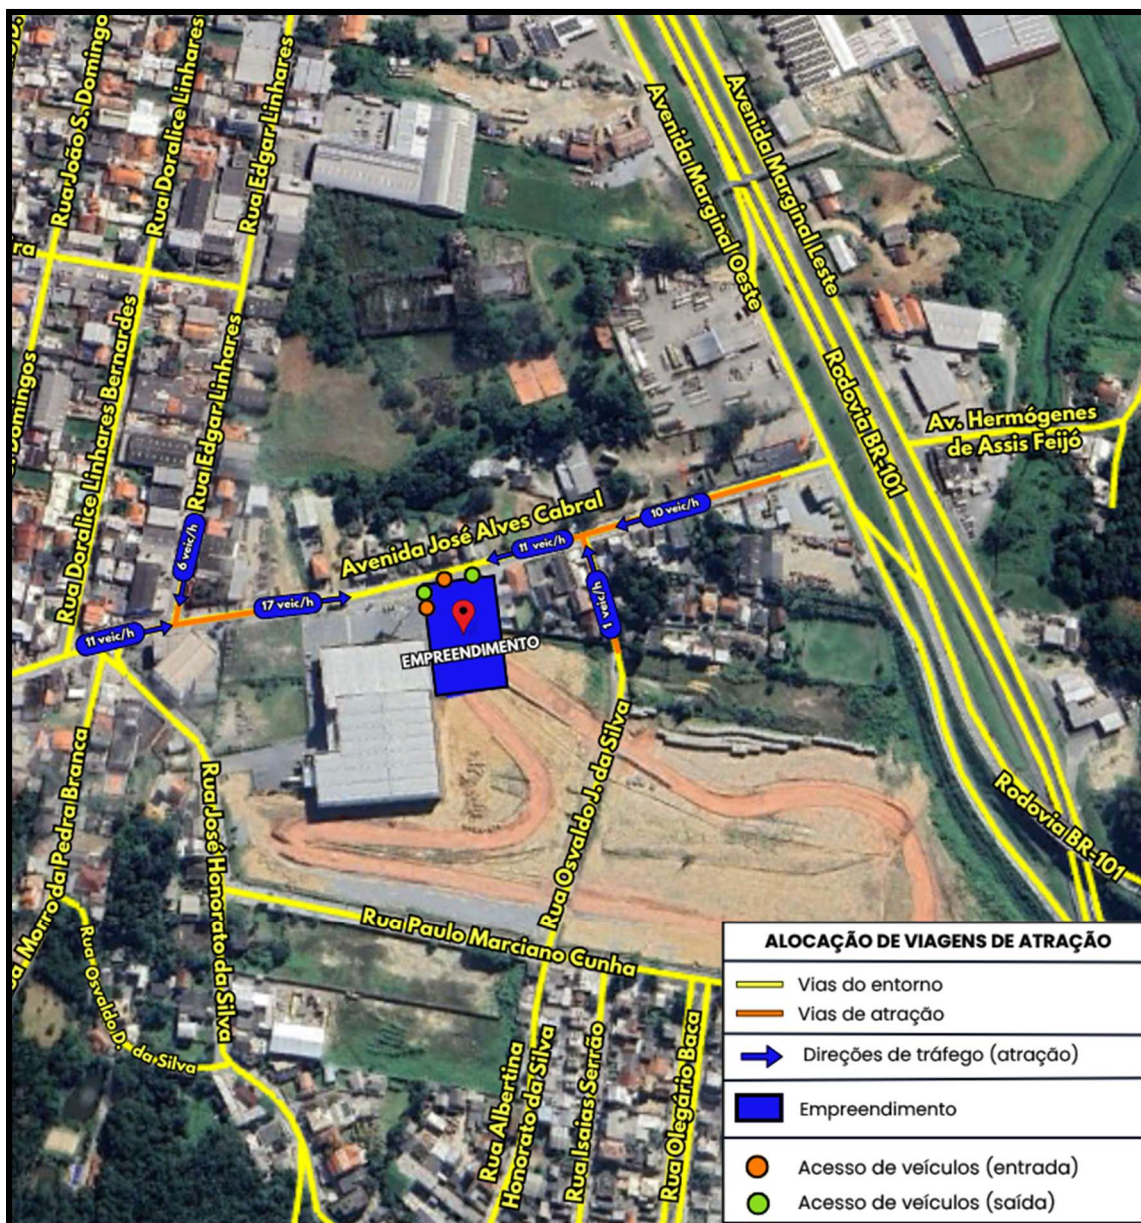 Rua João S. Domingo
Rua Doralice Linhares
Rua Edgar Linhares
Avenida Marginal Oeste
Avenida Marginal Leste
ra
Domingos
Rua Doralice Linhares Bernardes
Rua Edgar Linhares
Rodovia BR-101
Av. Hermógenes
de Assis Feijó
Avenida José Alves Cabral
10 veic/h
11 veic/h
6 veic/h
1 veic/h
17 veic/h
11 veic/h
EMPREENDIMENTO
Morro da Pedra Branca
Rua José Honorato da Silva
Rua Osvaldo J. da Silva
Rodovia BR-101
Rua Paulo Marciano Cunha
Rua Osvaldo D. da Silva
Rua Albertina
Honorato da Silva
Rua Isaias Serrão
Rua Olegário Baca
ALOCAÇÃO DE VIAGENS DE ATRAÇÃO
Vias do entorno
Vias de atração
Direções de tráfego (atração)
Empreendimento
Acesso de veículos (entrada)
Acesso de veículos (saída)